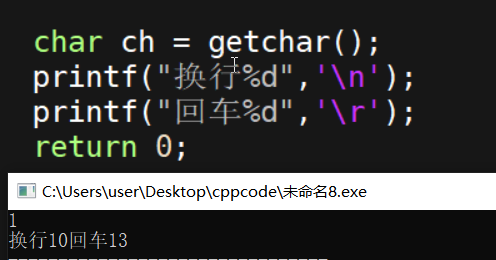 char ch = getchar();
printf("换行%d",'\n');
printf("回车%d",'\r');
return 0;
C:\Users\user\Desktop\cppcode\未命名8.exe
1
换行10回车13